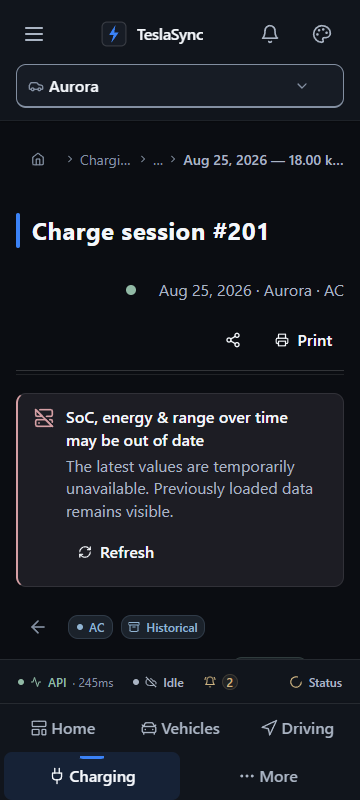 TeslaSync
Aurora
Chargi... ... Aug 25, 2026 — 18.00 k...
Charge session #201
Aug 25, 2026 · Aurora · AC
Print
SoC, energy & range over time
may be out of date
The latest values are temporarily
unavailable. Previously loaded data
remains visible.
Refresh
AC Historical
API · 245ms Idle 2 Status
Home Vehicles Driving
Charging More